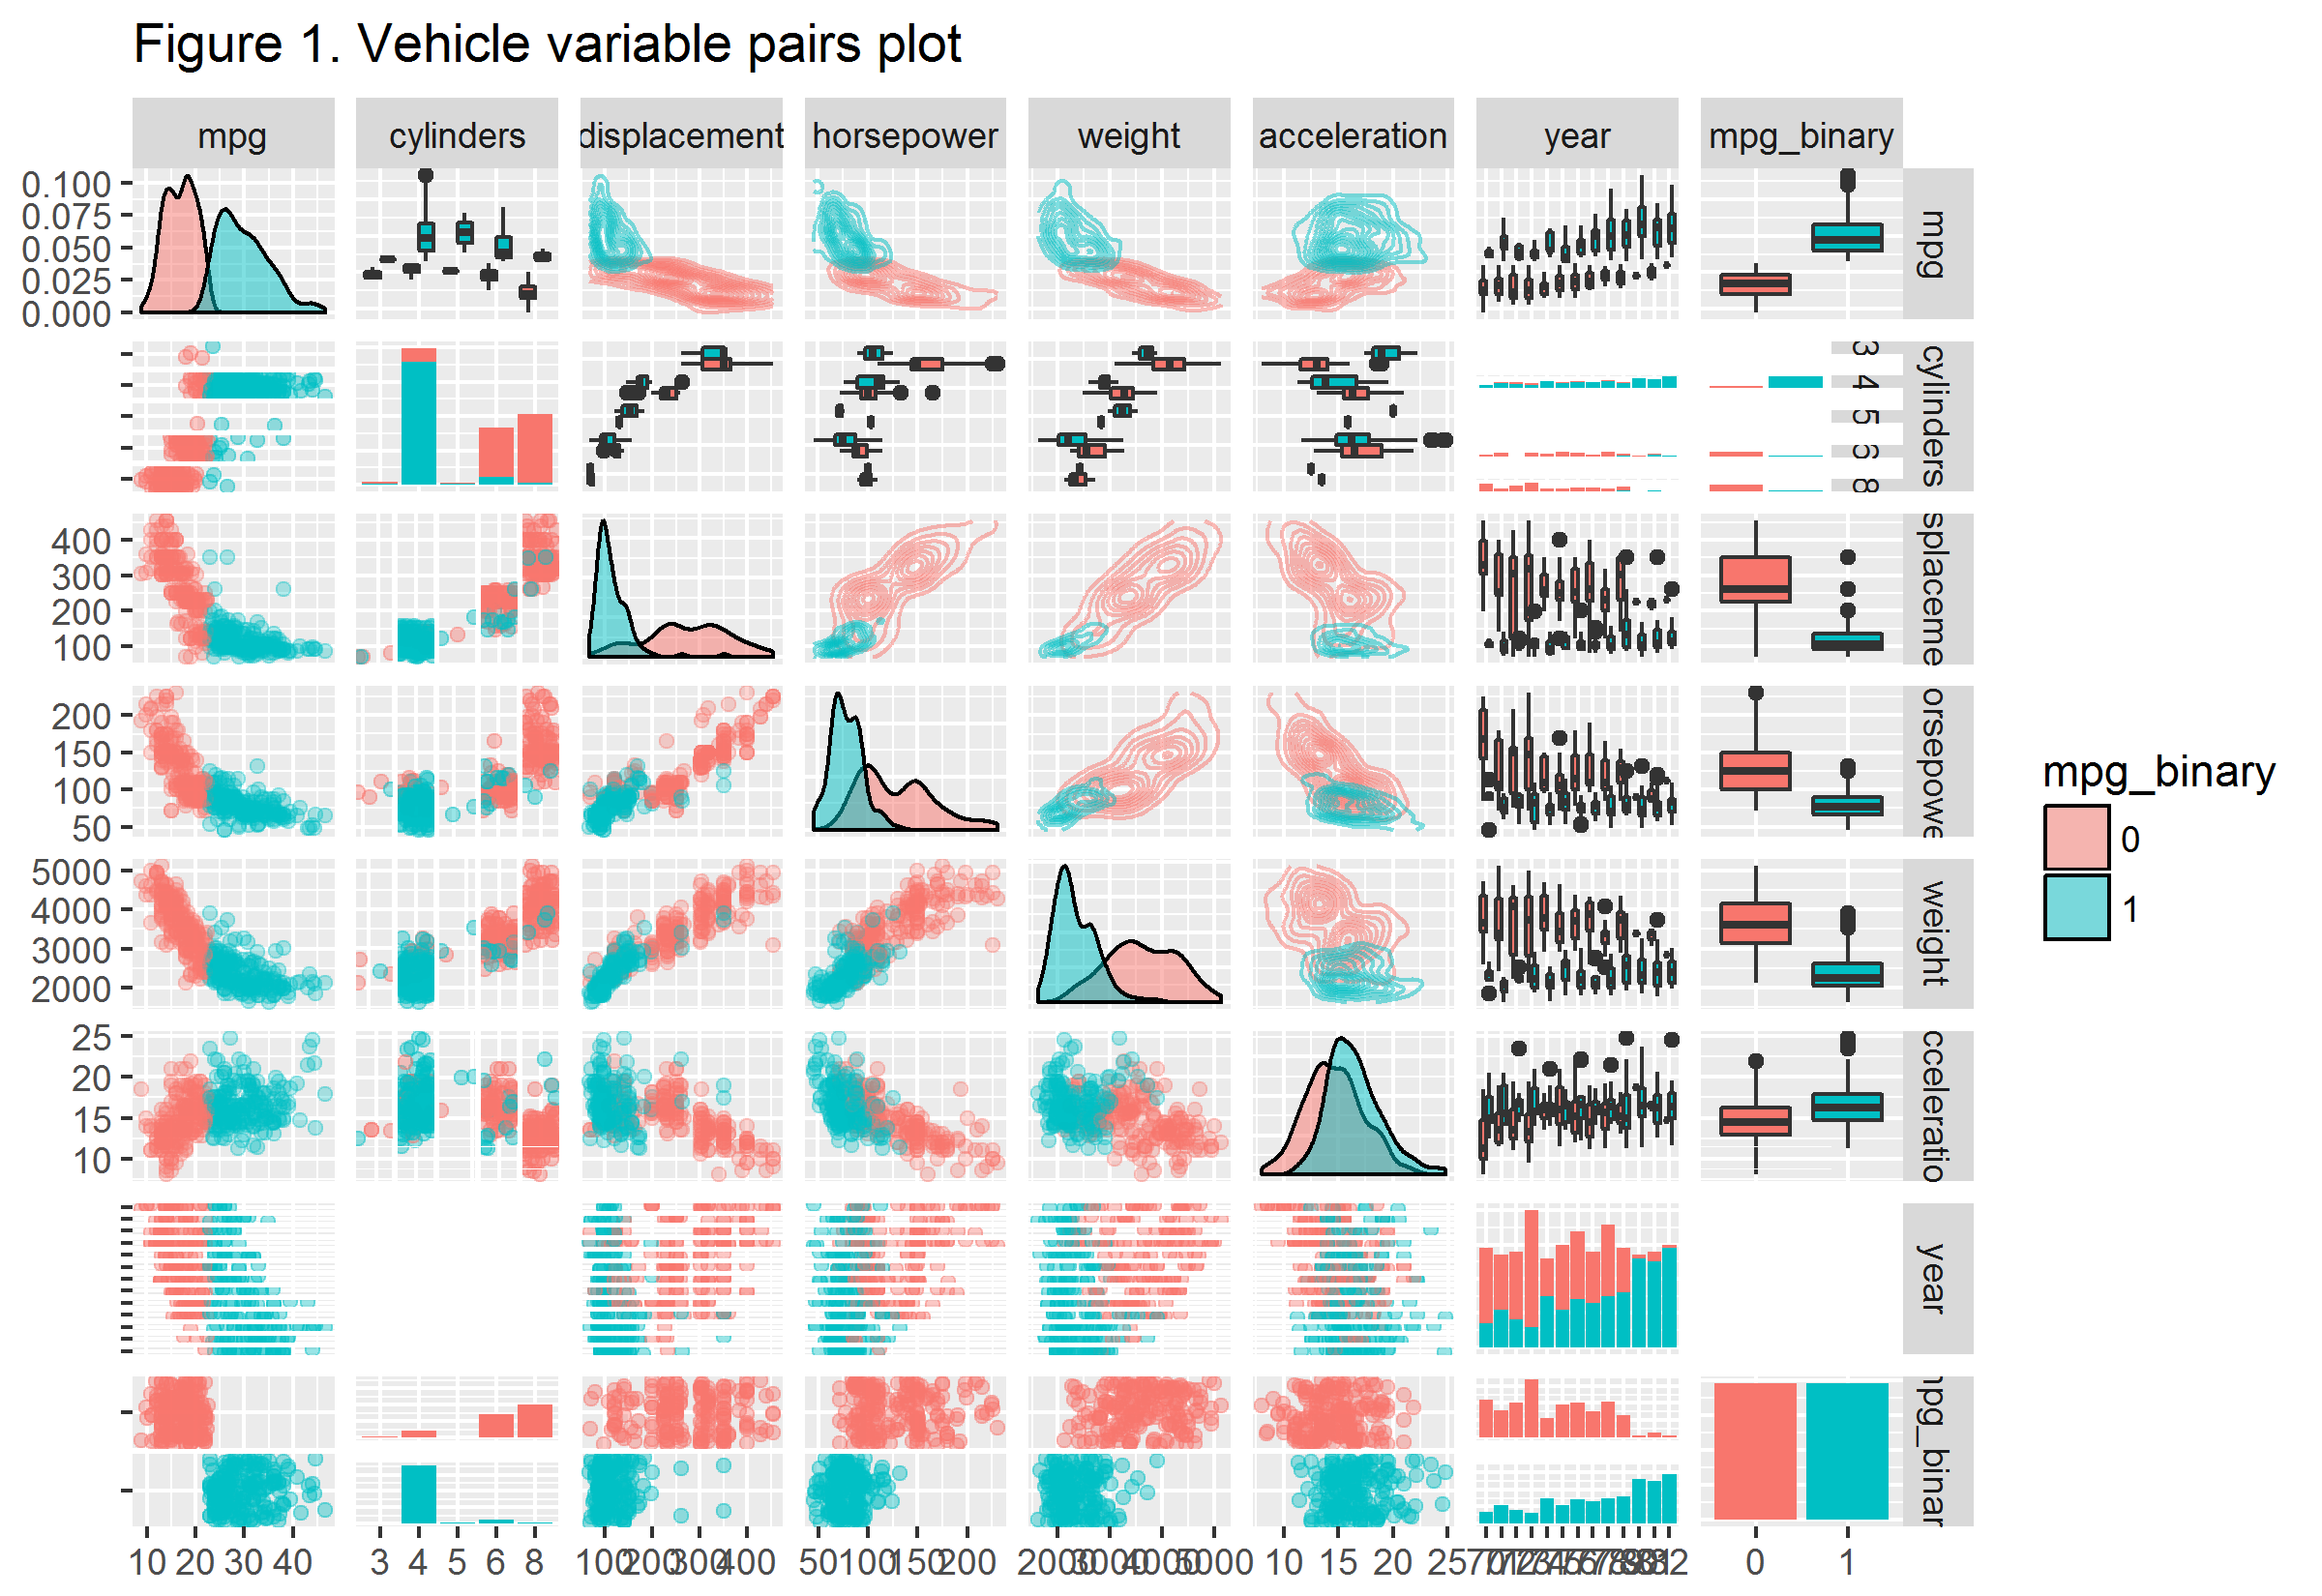 Figure 1. Vehicle variable pairs plot
mpg cylinders displacement horsepower weight acceleration year mpg_binary
0.100
0.075
0.050
0.025
0.000
mpg
3
4
5
6
8
cylinders
400
300
200
100
splaceme
200
150
100
50
orsepowe
5000
4000
3000
2000
weight
25
20
15
10
cceleratio
year
mpg_binar
mpg_binary
0
1
10 20 30 40 3 4 5 6 8 100 200 300 400 50 100 150 200 2000 3000 4000 5000 10 15 20 25 0 1